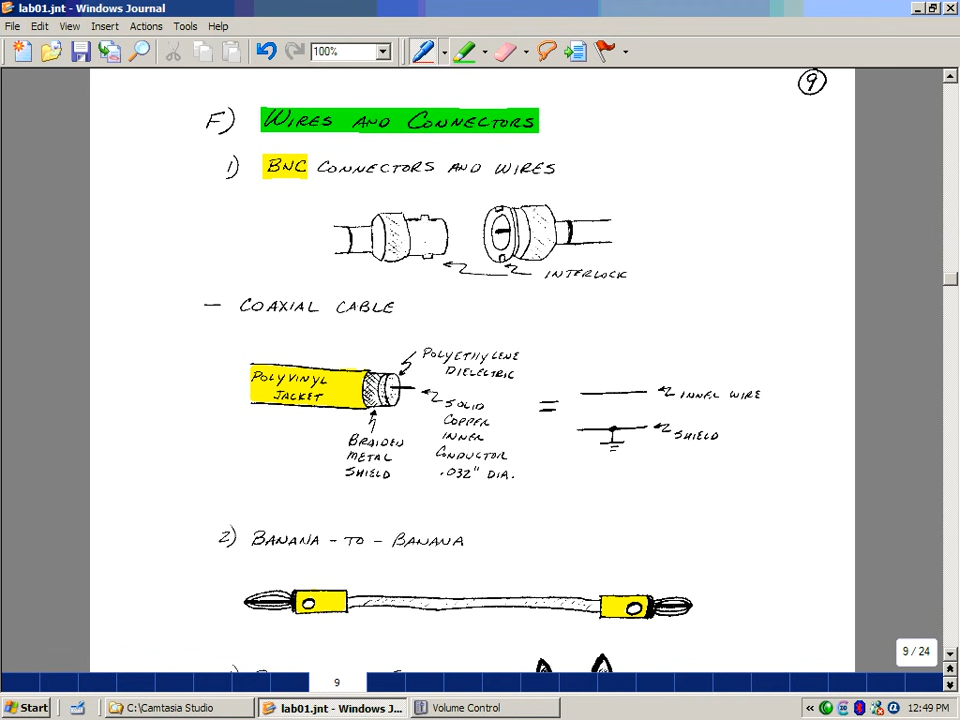 lab01.jnt - Windows Journal
File Edit View Insert Actions Tools Help
100%
9
F) WIRES AND CONNECTORS
1) BNC CONNECTORS AND WIRES
INTERLOCK
— COAXIAL CABLE
POLYETHYLENE
DIELECTRIC
POLYVINYL
JACKET
SOLID
COPPER
INNER
CONDUCTOR
.032" DIA.
BRAIDED
METAL
SHIELD
=
INNER WIRE
SHIELD
2) BANANA - TO - BANANA
9 / 24
9
Start C:\Camtasia Studio lab01.jnt - Windows J... Volume Control 12:49 PM